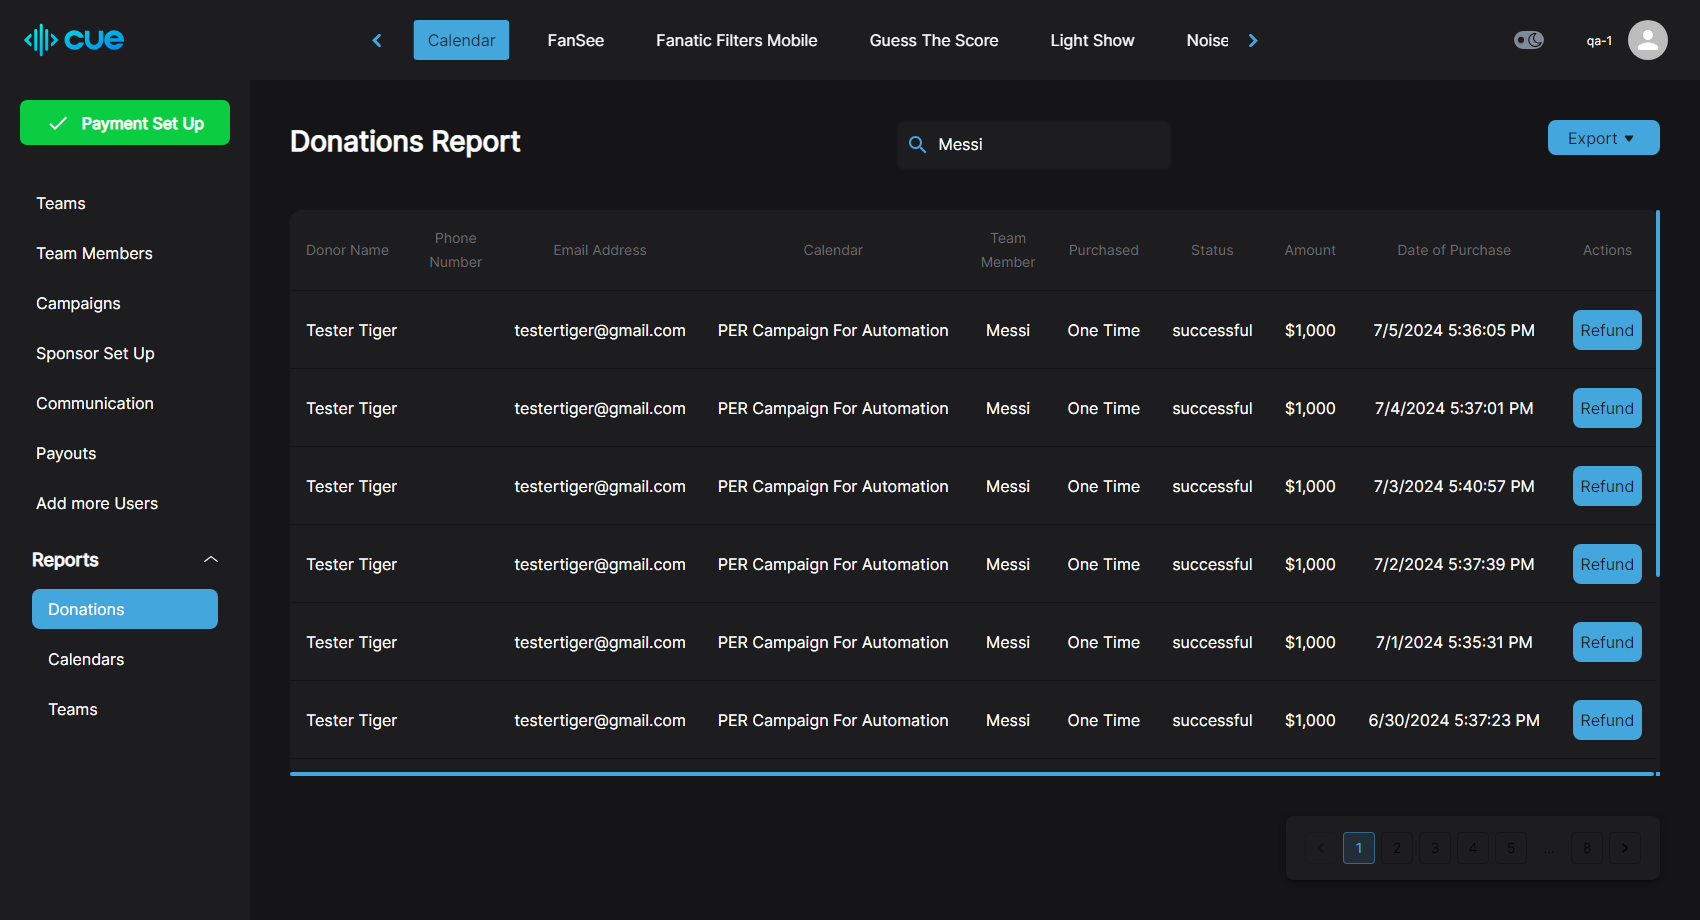 cue
Calendar FanSee Fanatic Filters Mobile Guess The Score Light Show Noise
qa-1
Payment Set Up
Teams
Team Members
Campaigns
Sponsor Set Up
Communication
Payouts
Add more Users
Reports
Donations
Calendars
Teams
Donations Report
Messi
Export
Donor Name Phone Number Email Address Calendar Team Member Purchased Status Amount Date of Purchase Actions
Tester Tiger testertiger@gmail.com PER Campaign For Automation Messi One Time successful $1,000 7/5/2024 5:36:05 PM Refund
Tester Tiger testertiger@gmail.com PER Campaign For Automation Messi One Time successful $1,000 7/4/2024 5:37:01 PM Refund
Tester Tiger testertiger@gmail.com PER Campaign For Automation Messi One Time successful $1,000 7/3/2024 5:40:57 PM Refund
Tester Tiger testertiger@gmail.com PER Campaign For Automation Messi One Time successful $1,000 7/2/2024 5:37:39 PM Refund
Tester Tiger testertiger@gmail.com PER Campaign For Automation Messi One Time successful $1,000 7/1/2024 5:35:31 PM Refund
Tester Tiger testertiger@gmail.com PER Campaign For Automation Messi One Time successful $1,000 6/30/2024 5:37:23 PM Refund
1 2 3 4 5 ... 8